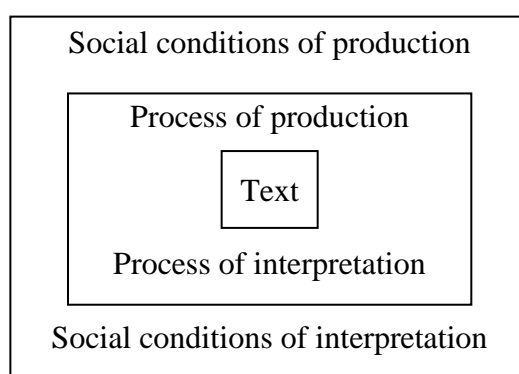 Social conditions of production
Process of production
Text
Process of interpretation
Social conditions of interpretation